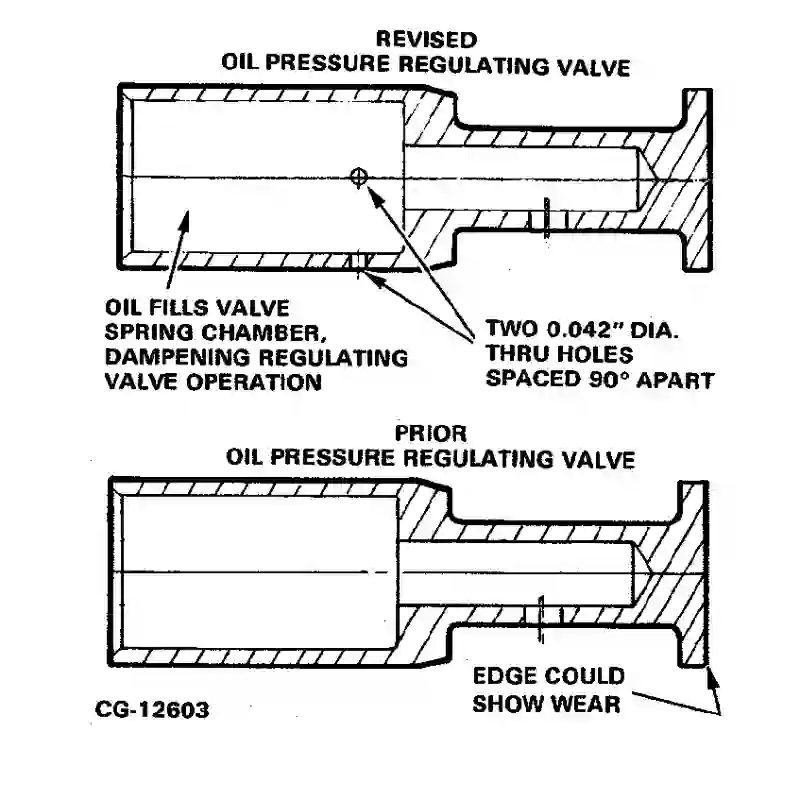 REVISED
OIL PRESSURE REGULATING VALVE
OIL FILLS VALVE
SPRING CHAMBER,
DAMPENING REGULATING
VALVE OPERATION
TWO 0.042" DIA.
THRU HOLES
SPACED 90° APART
PRIOR
OIL PRESSURE REGULATING VALVE
EDGE COULD
SHOW WEAR
CG-12603